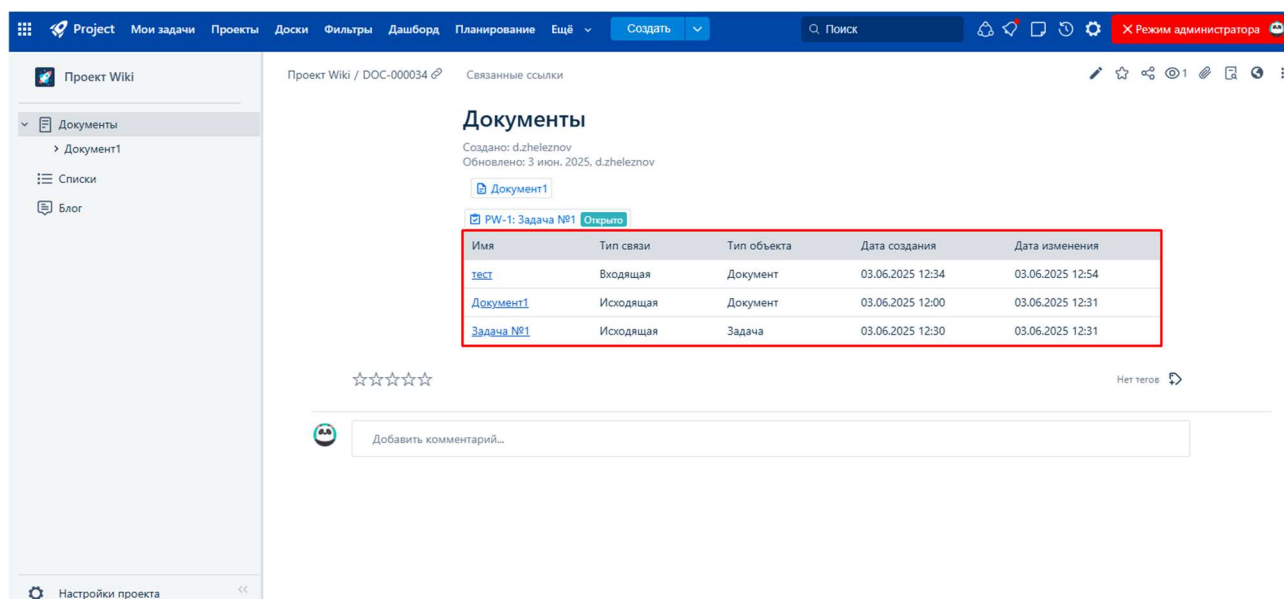 Project Мои задачи Проекты Доски Фильтры Дашборд Планирование Ещё Создать Поиск Режим администратора
Проект Wiki
Проект Wiki / DOC-000034 Связанные ссылки 1
Документы
Документ1
Списки
Блог
Документы
Создано: d.zheleznov
Обновлено: 3 июн. 2025, d.zheleznov
Документ1
PW-1: Задача №1 Открыто
Имя Тип связи Тип объекта Дата создания Дата изменения
тест Входящая Документ 03.06.2025 12:34 03.06.2025 12:54
Документ1 Исходящая Документ 03.06.2025 12:00 03.06.2025 12:31
Задача №1 Исходящая Задача 03.06.2025 12:30 03.06.2025 12:31
Нет тегов
Добавить комментарий...
Настройки проекта